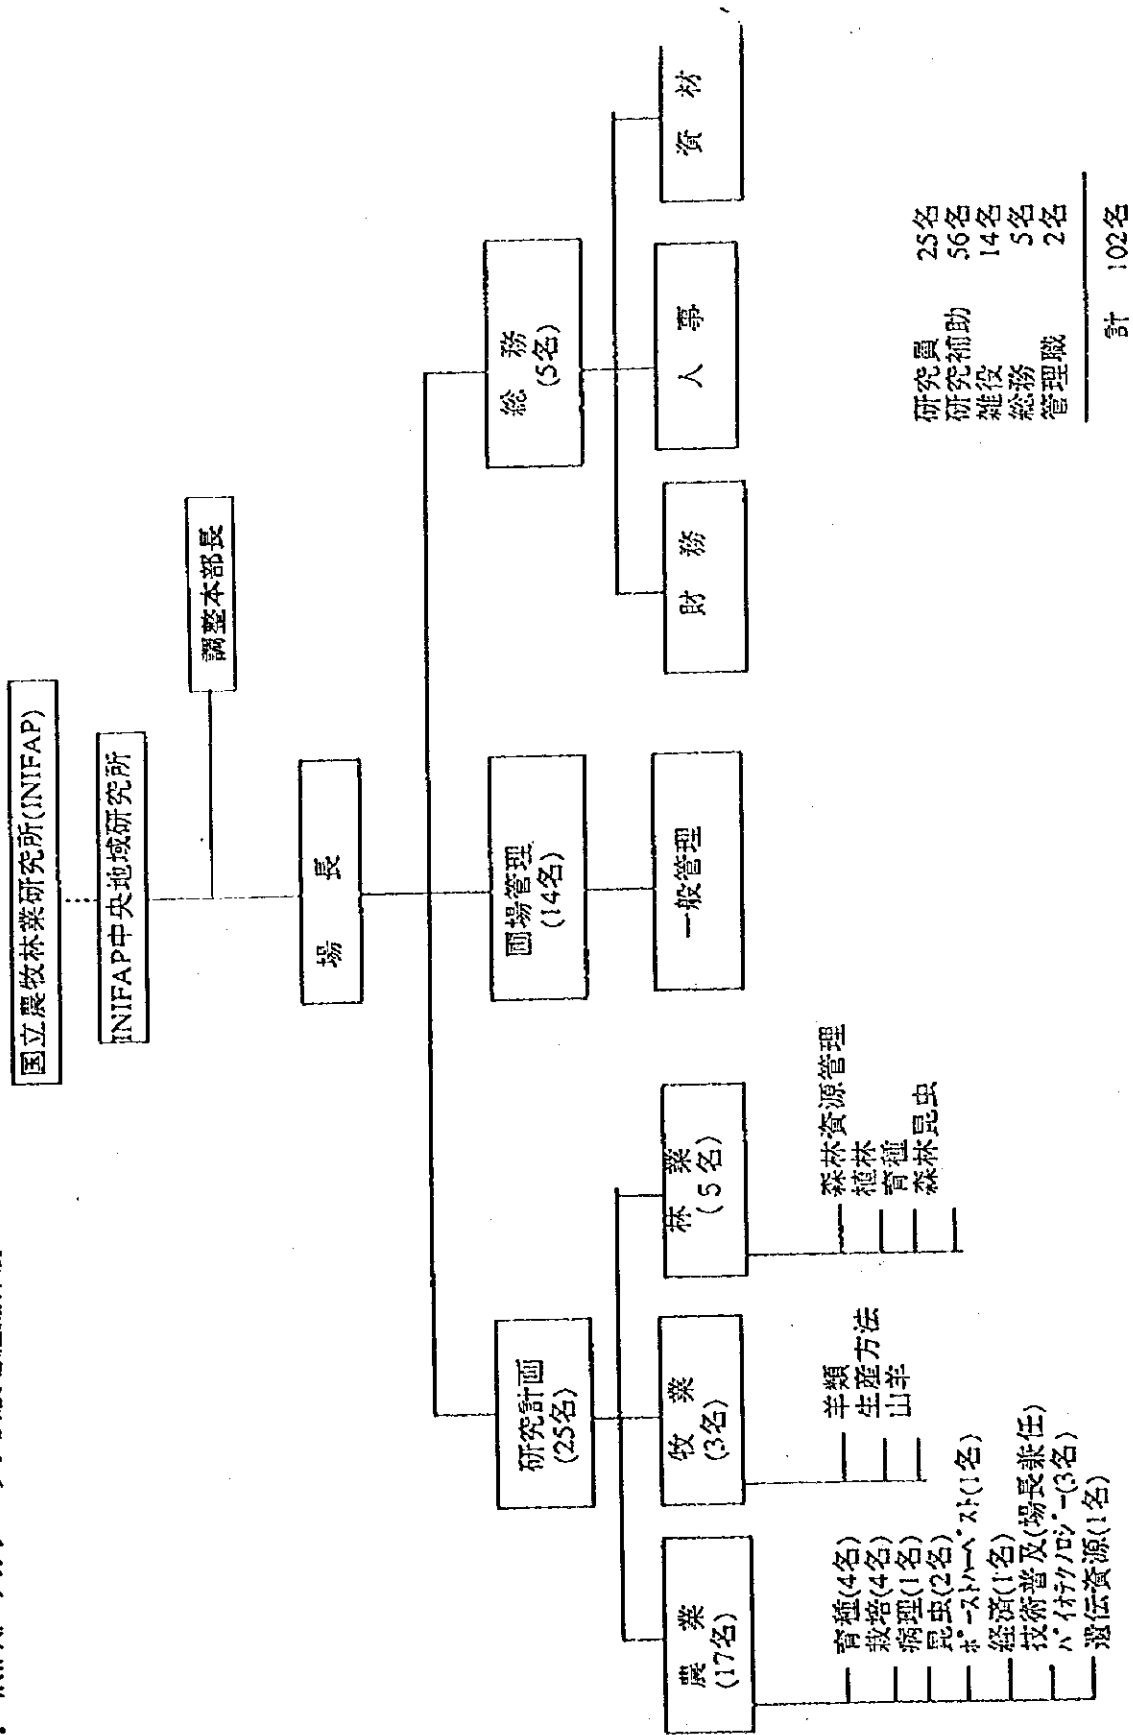 国立農牧林業研究所(INIFAP)
INIFAP中央地域研究所
調整本部長
場 長
研究計画
(25名)
圃場管理
(14名)
総 務
(5名)
農 業
(17名)
牧 業
(3名)
林 業
(5名)
一般管理
財 務
人 事
資 材
育種(4名)
栽培(4名)
病理(1名)
昆虫(2名)
ポーストハーベスト(1名)
経済(1名)
技術普及(場長兼任)
バイオテクノロジー(3名)
遺伝資源(1名)
羊類
生産方法
山羊
森林資源管理
植林
育種
森林昆虫
研究員 25名
研究補助 56名
雑役 14名
総務 5名
管理職 2名
計 102名